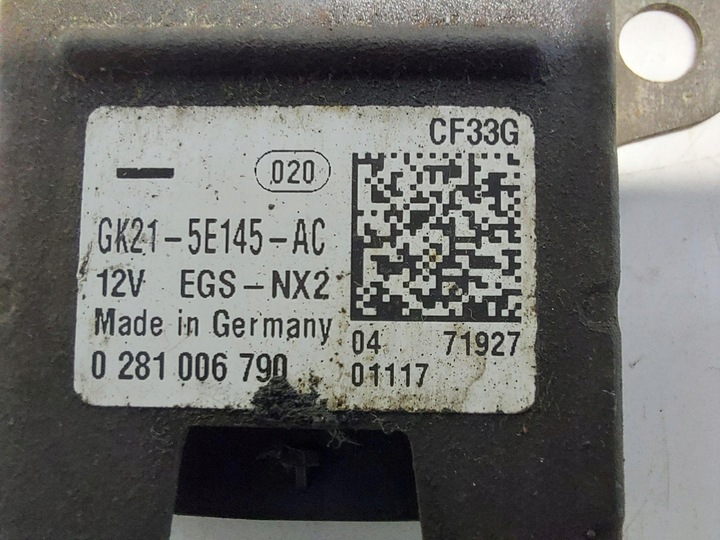 CF33G
020
GK21-5E145-AC
12V EGS-NX2
Made in Germany
0 281 006 790
04 71927
01117